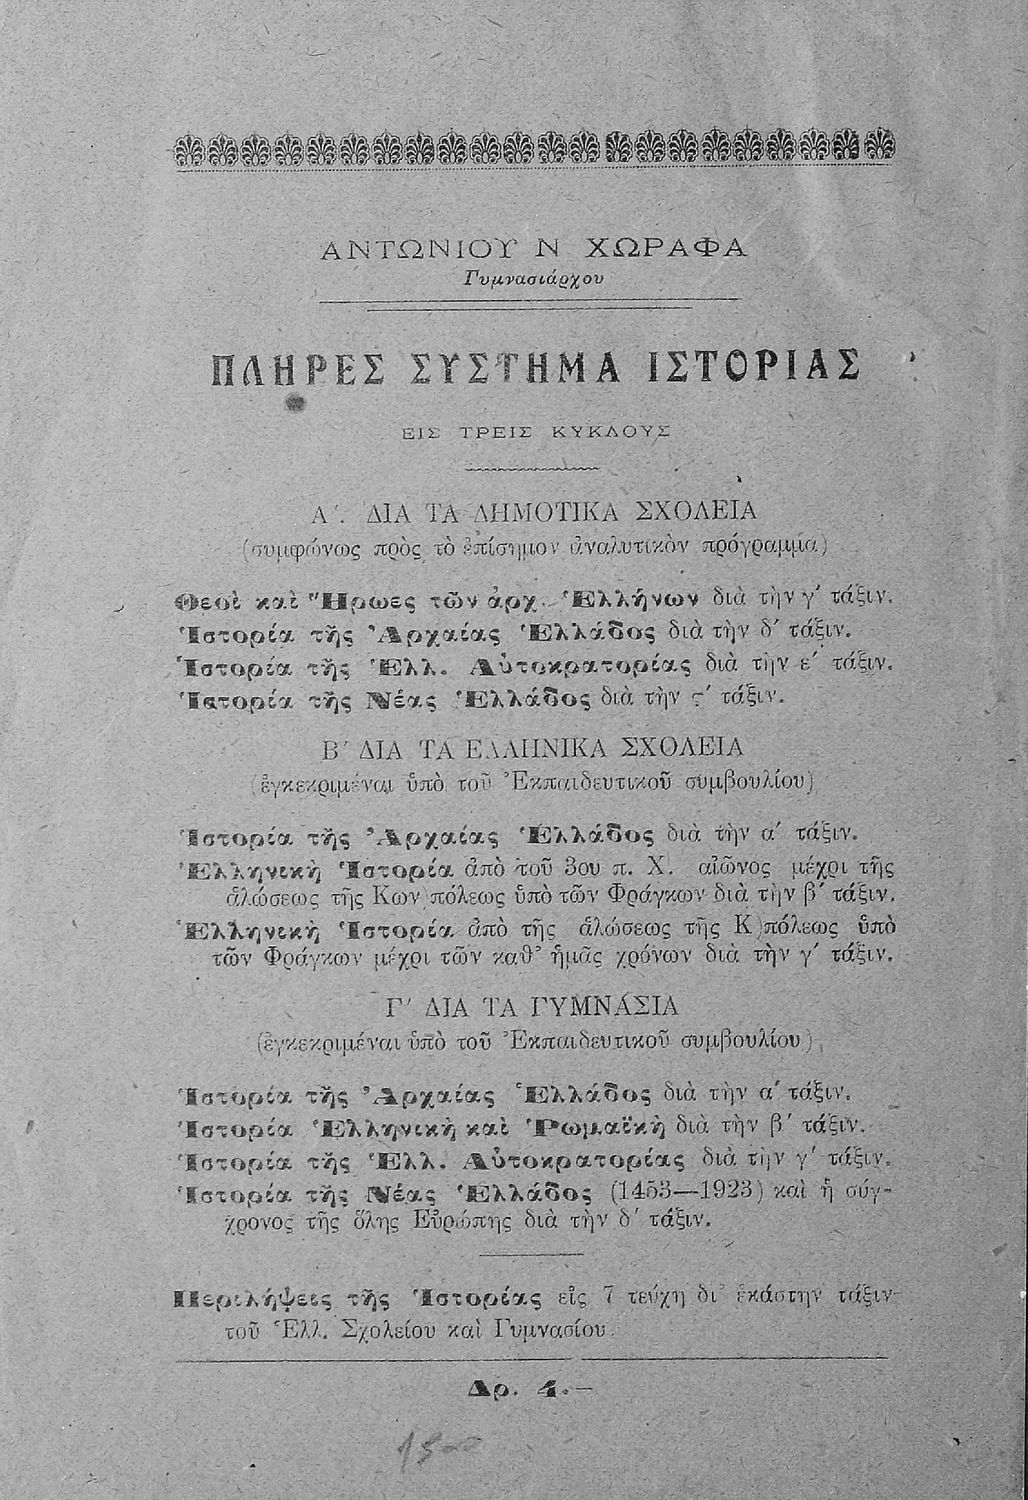 ΑΝΤΩΝΙΟΥ Ν ΧΩΡΑΦΑ
Γυμνασιάρχου
ΠΛΗΡΕΣ ΣΥΣΤΗΜΑ ΙΣΤΟΡΙΑΣ
ΕΙΣ ΤΡΕΙΣ ΚΥΚΛΟΥΣ
Α'. ΔΙΑ ΤΑ ΔΗΜΟΤΙΚΑ ΣΧΟΛΕΙΑ
(συμφώνως πρὸς τὸ ἐπίσημον ἀναλυτικὸν πρόγραμμα)
Θεοὶ καὶ Ἥρωες τῶν ἀρχ. Ἑλλήνων διὰ τὴν γ' τάξιν.
Ἱστορία τῆς Ἀρχαίας Ἑλλάδος διὰ τὴν δ' τάξιν.
Ἱστορία τῆς Ἑλλ. Αὐτοκρατορίας διὰ τὴν ε' τάξιν.
Ἱστορία τῆς Νέας Ἑλλάδος διὰ τὴν ς' τάξιν.
Β' ΔΙΑ ΤΑ ΕΛΛΗΝΙΚΑ ΣΧΟΛΕΙΑ
(ἐγκεκριμέναι ὑπὸ τοῦ Ἐκπαιδευτικοῦ συμβουλίου)
Ἱστορία τῆς Ἀρχαίας Ἑλλάδος διὰ τὴν α' τάξιν.
Ἑλληνικὴ Ἱστορία ἀπὸ τοῦ 3ου π. Χ. αἰῶνος μέχρι τῆς
ἁλώσεως τῆς Κων)πόλεως ὑπὸ τῶν Φράγκων διὰ τὴν β' τάξιν.
Ἑλληνικὴ Ἱστορία ἀπὸ τῆς ἁλώσεως τῆς Κ)πόλεως ὑπὸ
τῶν Φράγκων μέχρι τῶν καθ' ἡμᾶς χρόνων διὰ τὴν γ' τάξιν.
Γ' ΔΙΑ ΤΑ ΓΥΜΝΑΣΙΑ
(ἐγκεκριμέναι ὑπὸ τοῦ Ἐκπαιδευτικοῦ συμβουλίου)
Ἱστορία τῆς Ἀρχαίας Ἑλλάδος διὰ τὴν α' τάξιν.
Ἱστορία Ἑλληνικὴ καὶ Ῥωμαϊκὴ διὰ τὴν β' τάξιν.
Ἱστορία τῆς Ἑλλ. Αὐτοκρατορίας διὰ τὴν γ' τάξιν.
Ἱστορία τῆς Νέας Ἑλλάδος (1453—1923) καὶ ἡ σύγ-
χρονος τῆς ὅλης Εὐρώπης διὰ τὴν δ' τάξιν.
Περιλήψεις τῆς Ἱστορίας εἰς 7 τεύχη δι' ἑκάστην τάξιν
τοῦ Ἑλλ. Σχολείου καὶ Γυμνασίου.
Δρ. 4.—